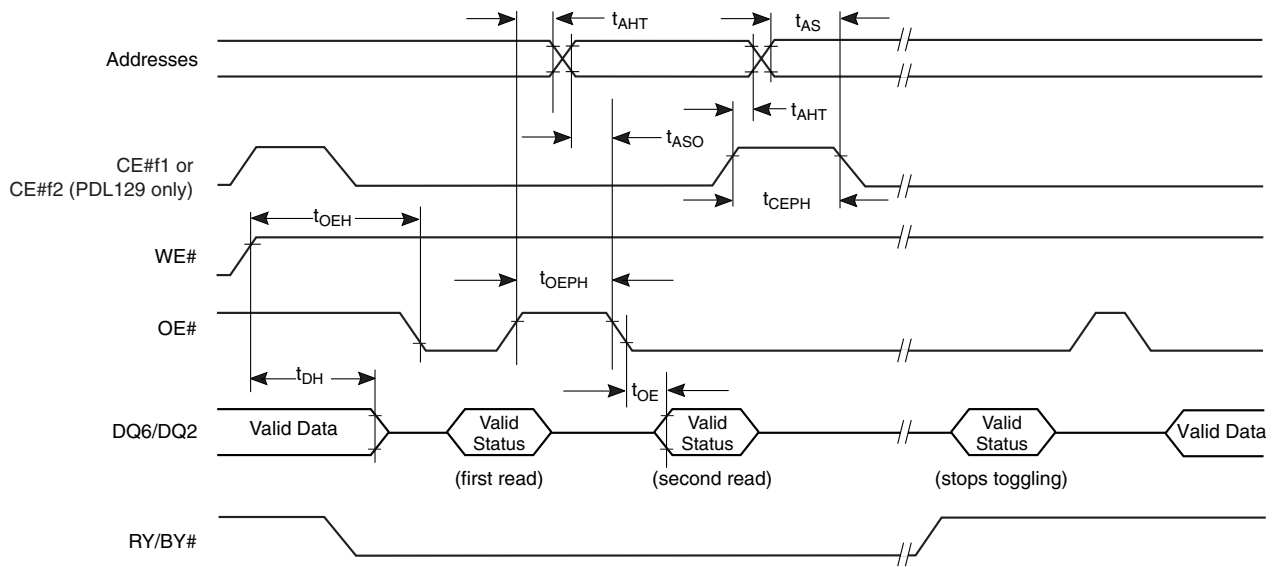 tAHT
tAS
Addresses
tAHT
tASO
CE#f1 or
CE#f2 (PDL129 only)
tCEPH
tOEH
WE#
tOEPH
OE#
tDH
tOE
DQ6/DQ2
Valid Data
Valid
Status
Valid
Status
Valid
Status
Valid Data
(first read)
(second read)
(stops toggling)
RY/BY#